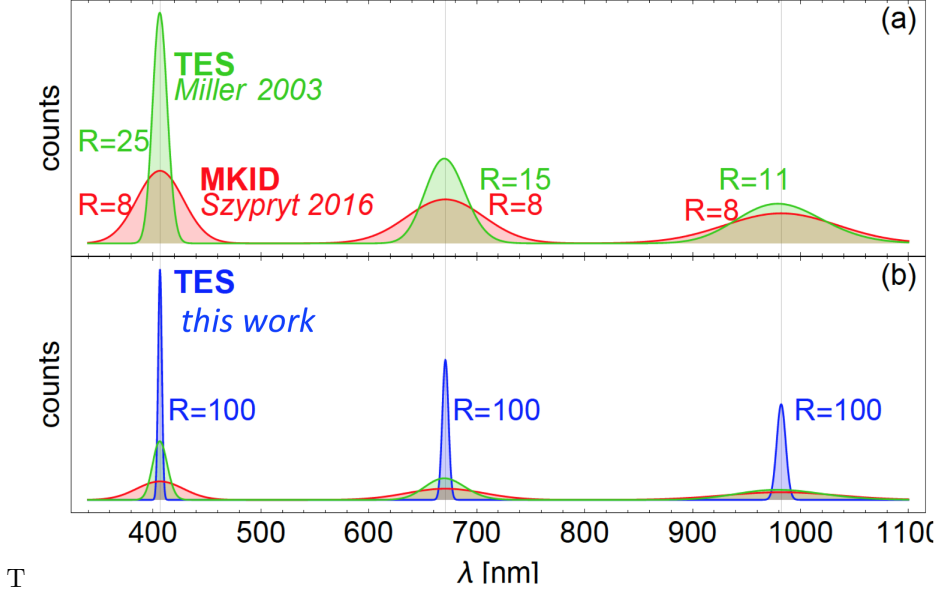 (a)
TES
Miller 2003
counts
R=25
MKID
R=15
R=11
R=8
Szypryt 2016
R=8
R=8
(b)
TES
this work
counts
R=100
R=100
R=100
400 500 600 700 800 900 1000 1100
λ [nm]
T